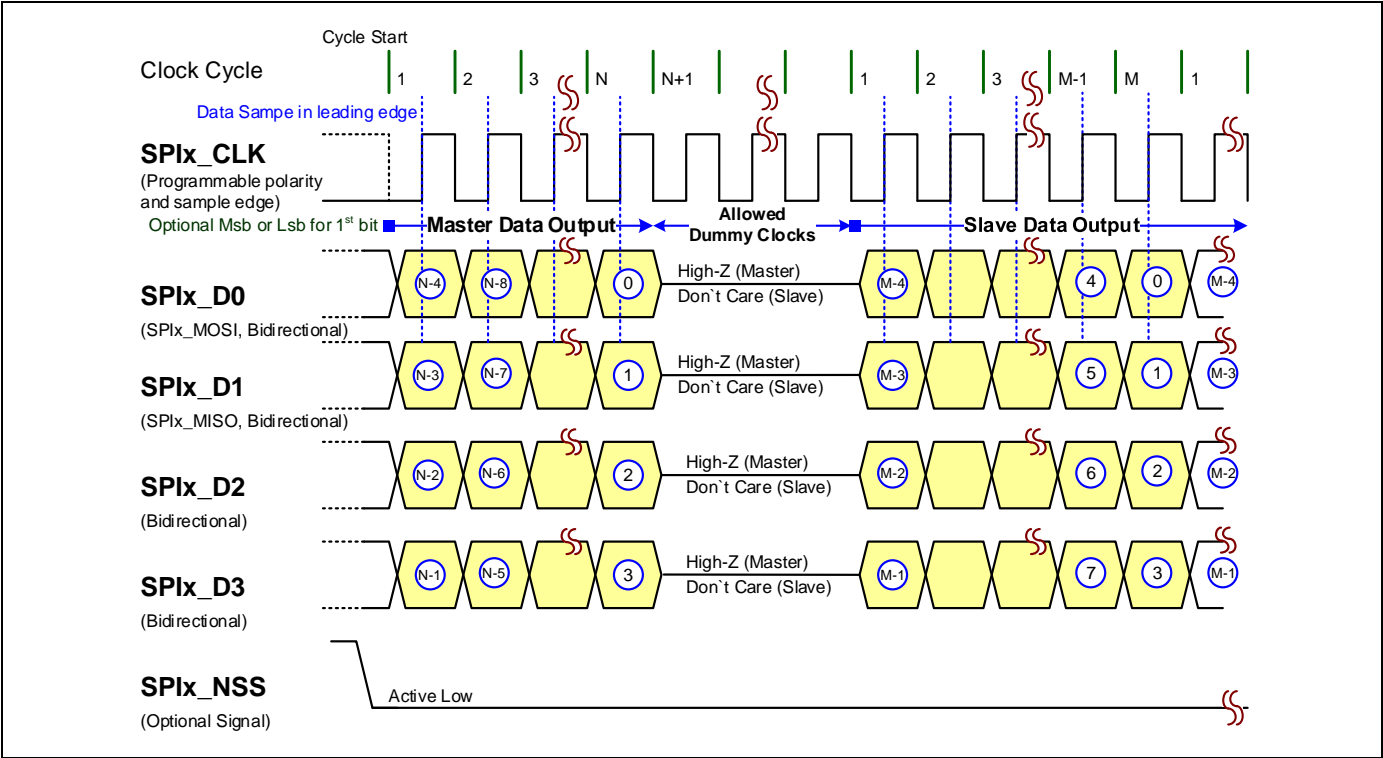 Cycle Start
Clock Cycle 1 2 3 N N+1 1 2 3 M-1 M 1
Data Sampe in leading edge
SPIx_CLK
(Programmable polarity
and sample edge)
Optional Msb or Lsb for 1st bit Master Data Output Allowed Dummy Clocks Slave Data Output
SPIx_D0
(SPIx_MOSI, Bidirectional)
N-4 N-8 0 High-Z (Master) M-4 4 0 M-4
Don`t Care (Slave)
SPIx_D1
(SPIx_MISO, Bidirectional)
N-3 N-7 1 High-Z (Master) M-3 5 1 M-3
Don`t Care (Slave)
SPIx_D2
(Bidirectional)
N-2 N-6 2 High-Z (Master) M-2 6 2 M-2
Don`t Care (Slave)
SPIx_D3
(Bidirectional)
N-1 N-5 3 High-Z (Master) M-1 7 3 M-1
Don`t Care (Slave)
SPIx_NSS
(Optional Signal)
Active Low